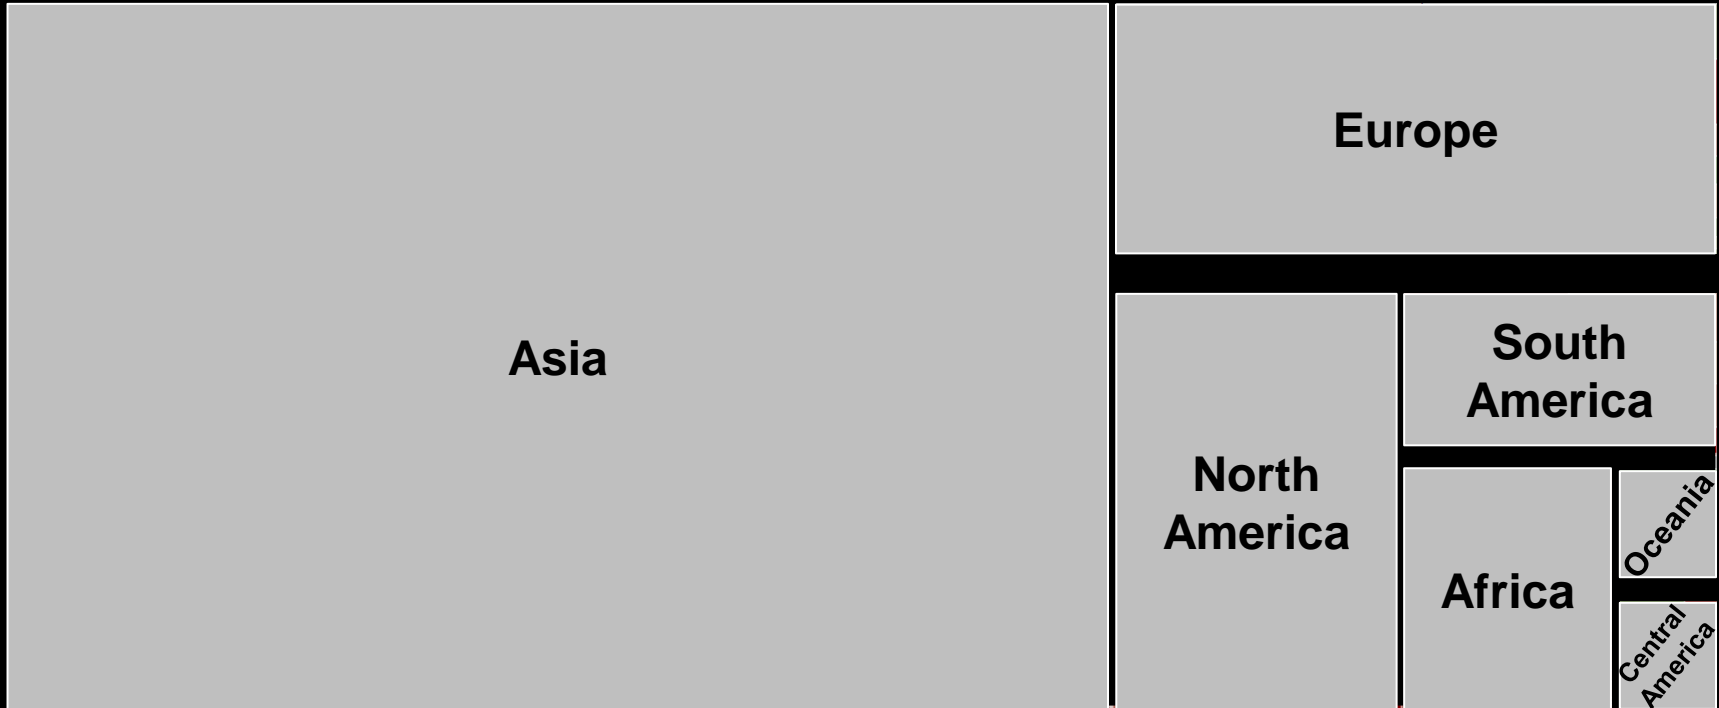 Asia
Europe
North
America
South
America
Africa
Oceania
Central
America